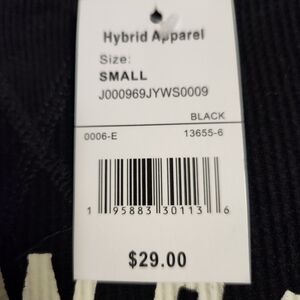 Hybrid Apparel
Size:
SMALL
J000969JYWS0009
BLACK
0006-E 13655-6
1 95883 30113 6
$29.00